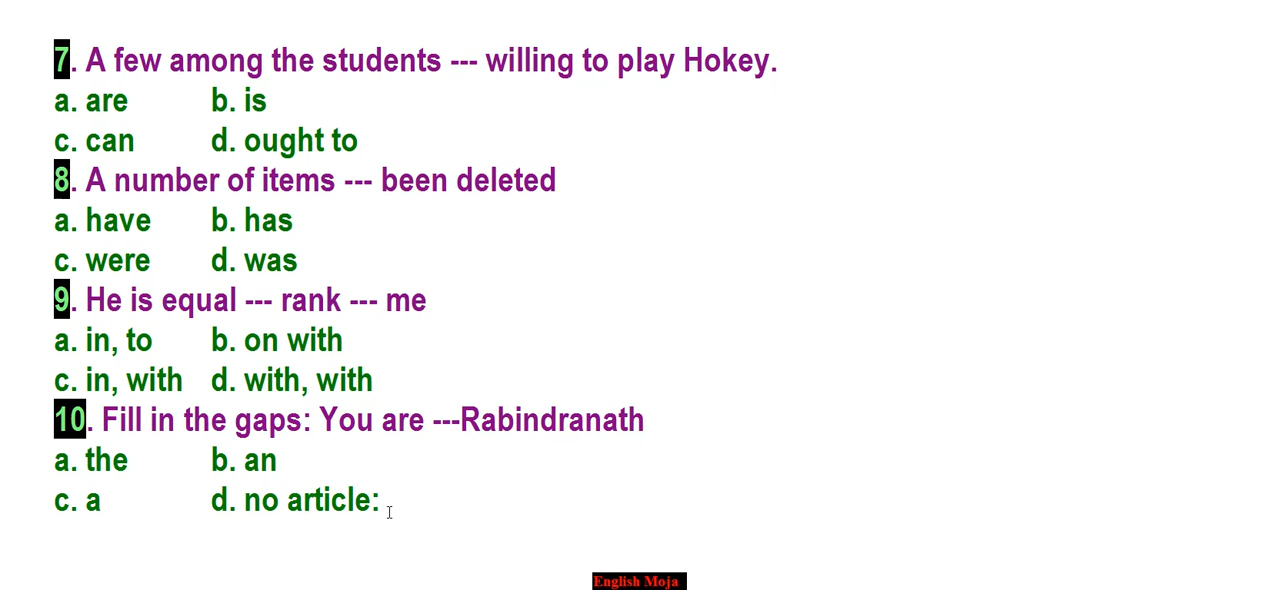 7. A few among the students --- willing to play Hokey.
a. are b. is
c. can d. ought to
8. A number of items --- been deleted
a. have b. has
c. were d. was
9. He is equal --- rank --- me
a. in, to b. on with
c. in, with d. with, with
10. Fill in the gaps: You are ---Rabindranath
a. the b. an
c. a d. no article:
English Moja